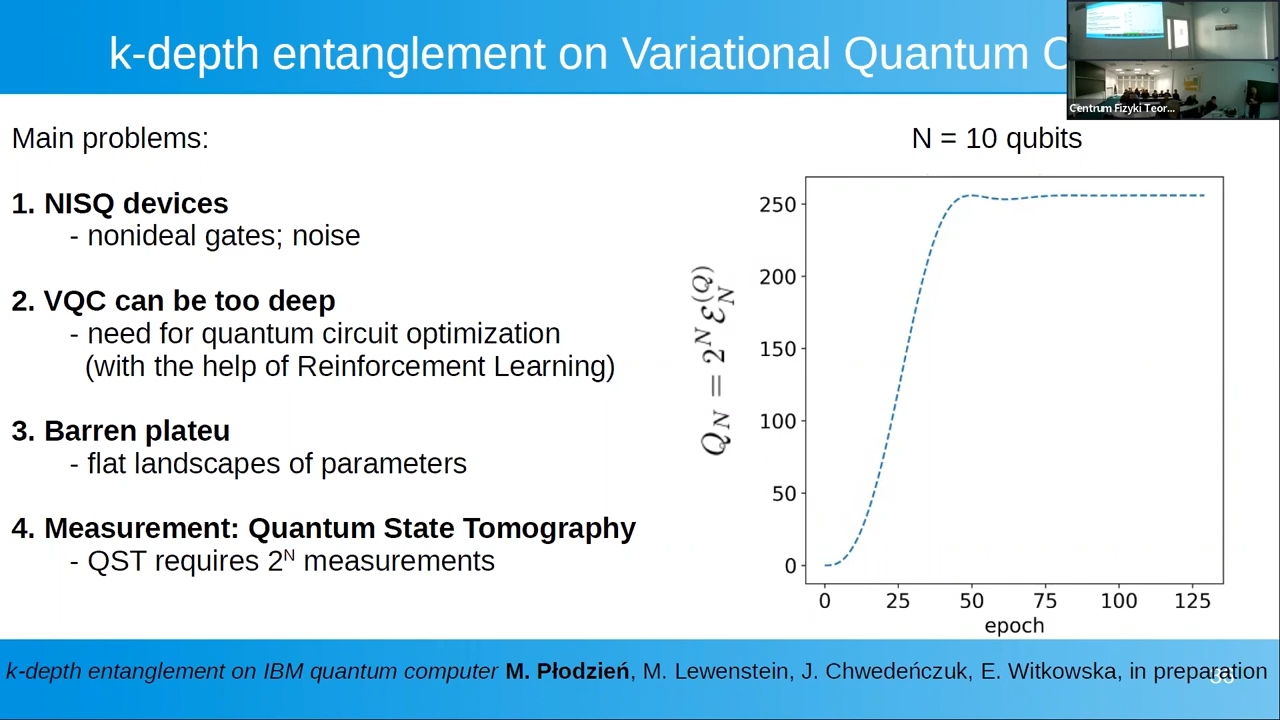 k-depth entanglement on Variational Quantum C
Centrum Fizyki Teor...
Main problems:
1. NISQ devices
- nonideal gates; noise
2. VQC can be too deep
- need for quantum circuit optimization
(with the help of Reinforcement Learning)
3. Barren plateu
- flat landscapes of parameters
4. Measurement: Quantum State Tomography
- QST requires 2^N measurements
N = 10 qubits
Q_N = 2^N ℰ_N^(Q)
250
200
150
100
50
0
0 25 50 75 100 125
epoch
k-depth entanglement on IBM quantum computer M. Płodzień, M. Lewenstein, J. Chwedeńczuk, E. Witkowska, in preparation